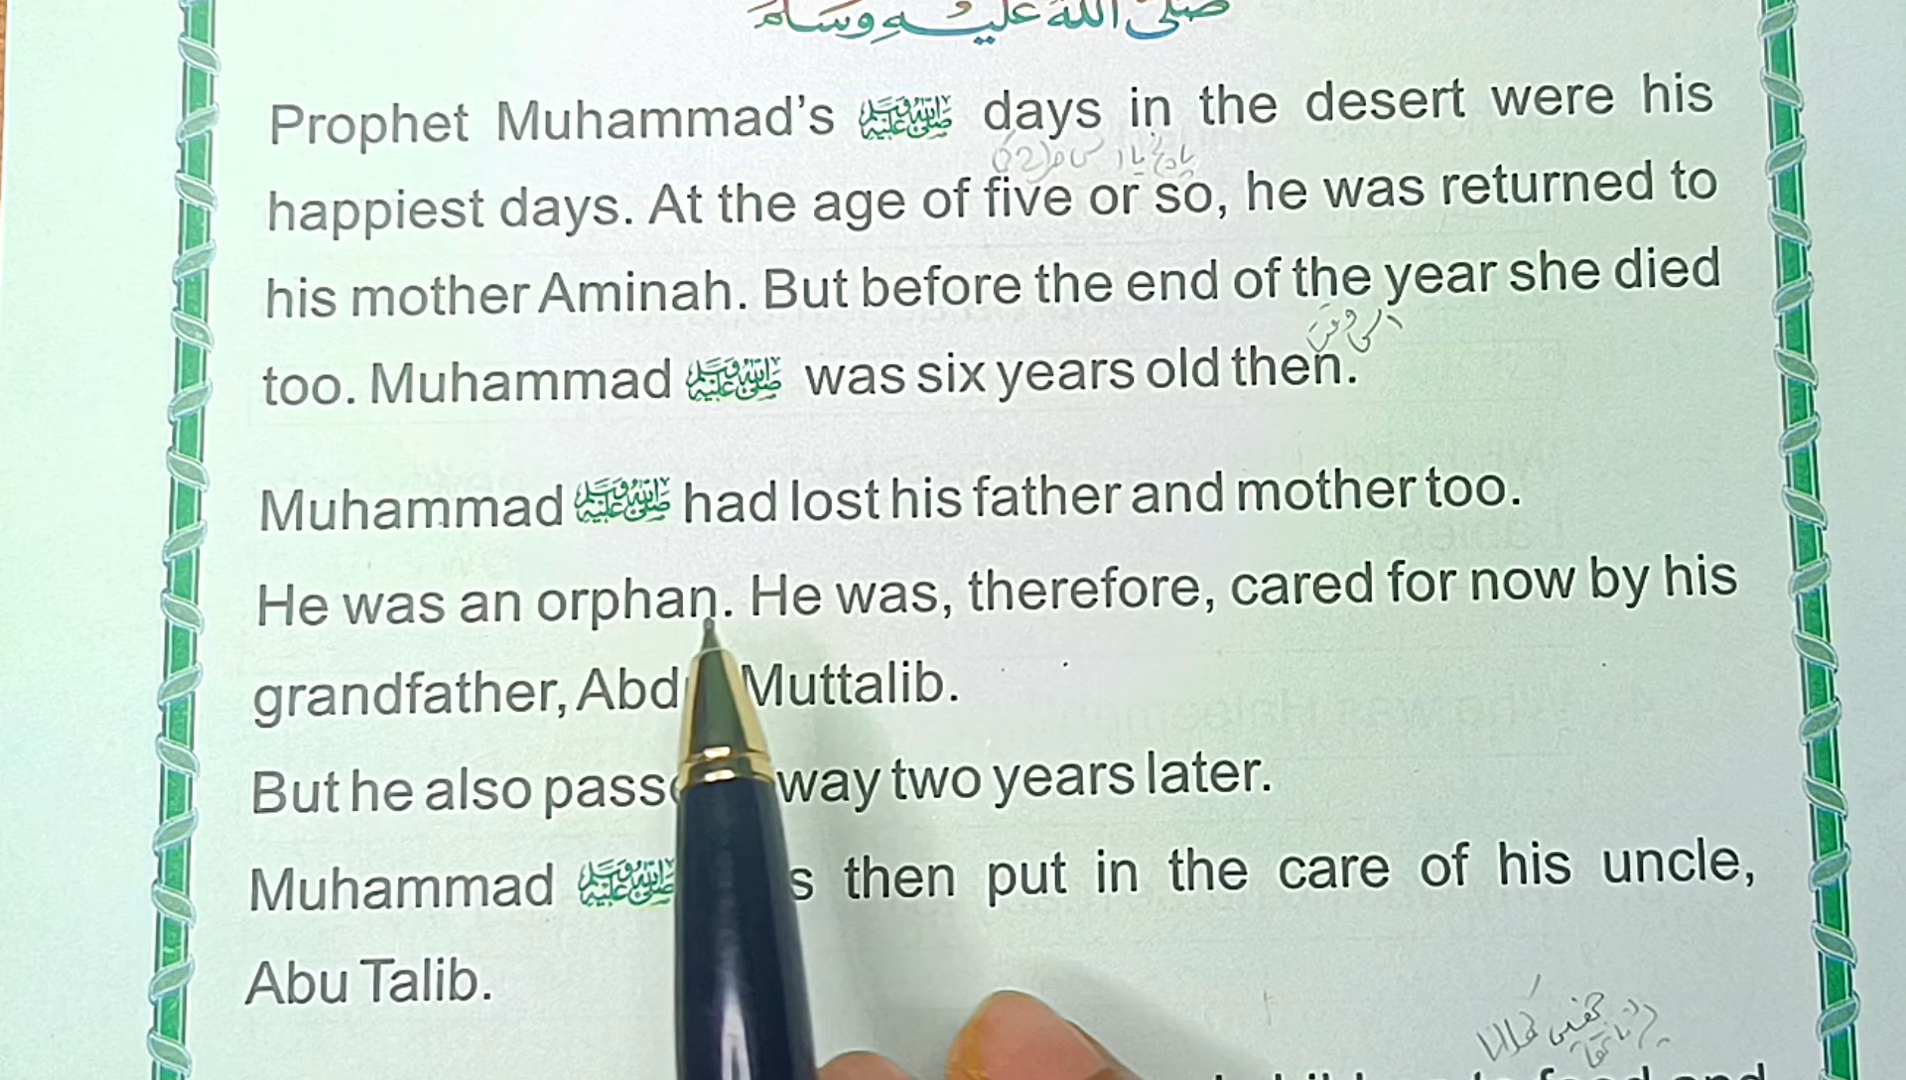 صلى الله عليه وسلم
Prophet Muhammad's ﷺ days in the desert were his
happiest days. At the age of five or so, he was returned to
his mother Aminah. But before the end of the year she died
اسی وقت
too. Muhammad ﷺ was six years old then.
Muhammad ﷺ had lost his father and mother too.
He was an orphan. He was, therefore, cared for now by his
grandfather, Abd Muttalib.
But he also pass way two years later.
Muhammad ﷺ s then put in the care of his uncle,
Abu Talib.